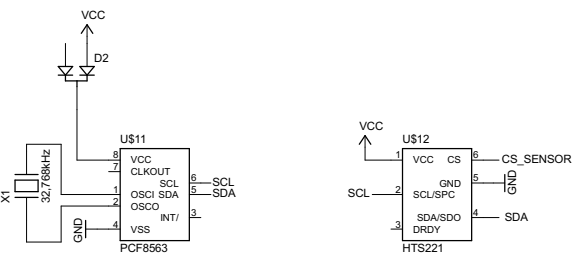 VCC
D2
U$11
8 VCC
7 CLKOUT
SCL 6 SCL
1 OSCI SDA 5 SDA
2 OSCO
INT/ 3
4 VSS
GND
PCF8563
X1
32,768kHz
VCC
U$12
1 VCC CS 6 CS_SENSOR
GND 5 GND
SCL 2 SCL/SPC
SDA/SDO 4 SDA
3 DRDY
HTS221